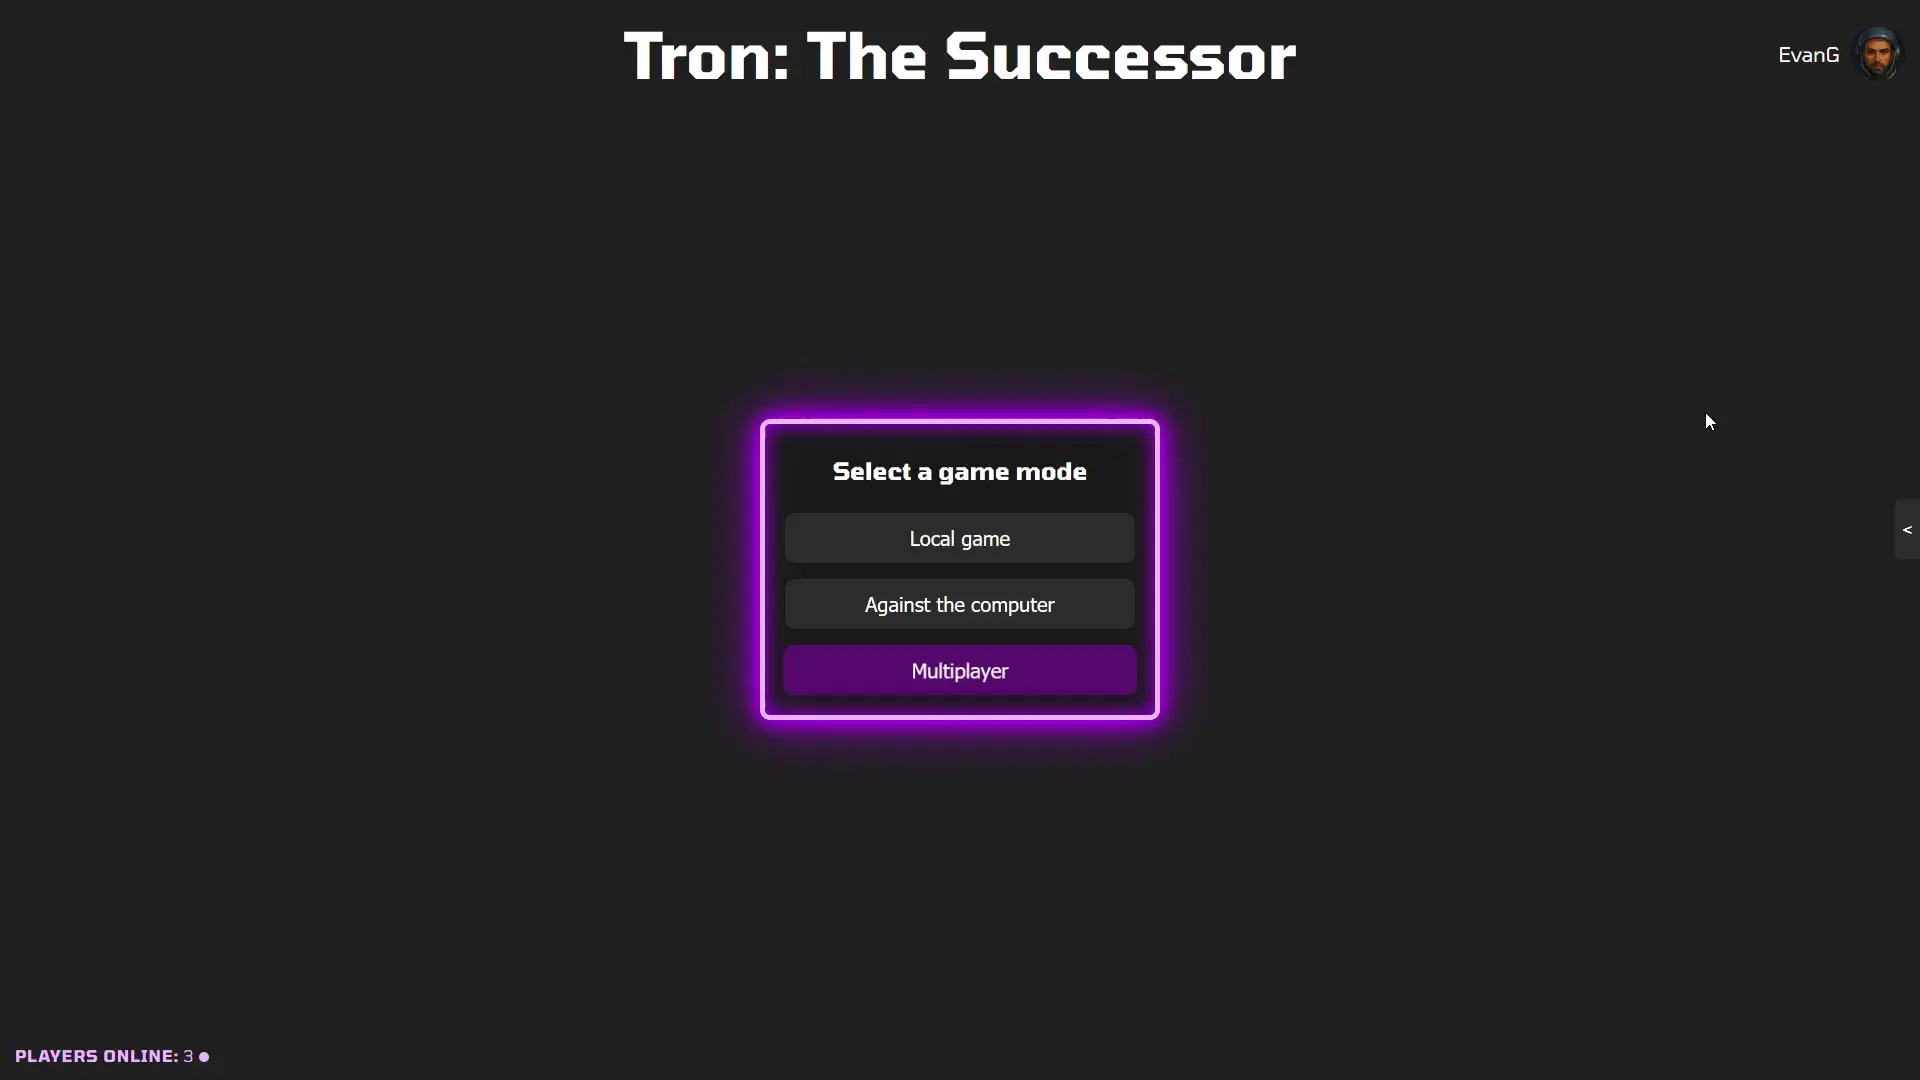 Tron: The Successor
EvanG
Select a game mode
Local game
Against the computer
Multiplayer
<
PLAYERS ONLINE: 3